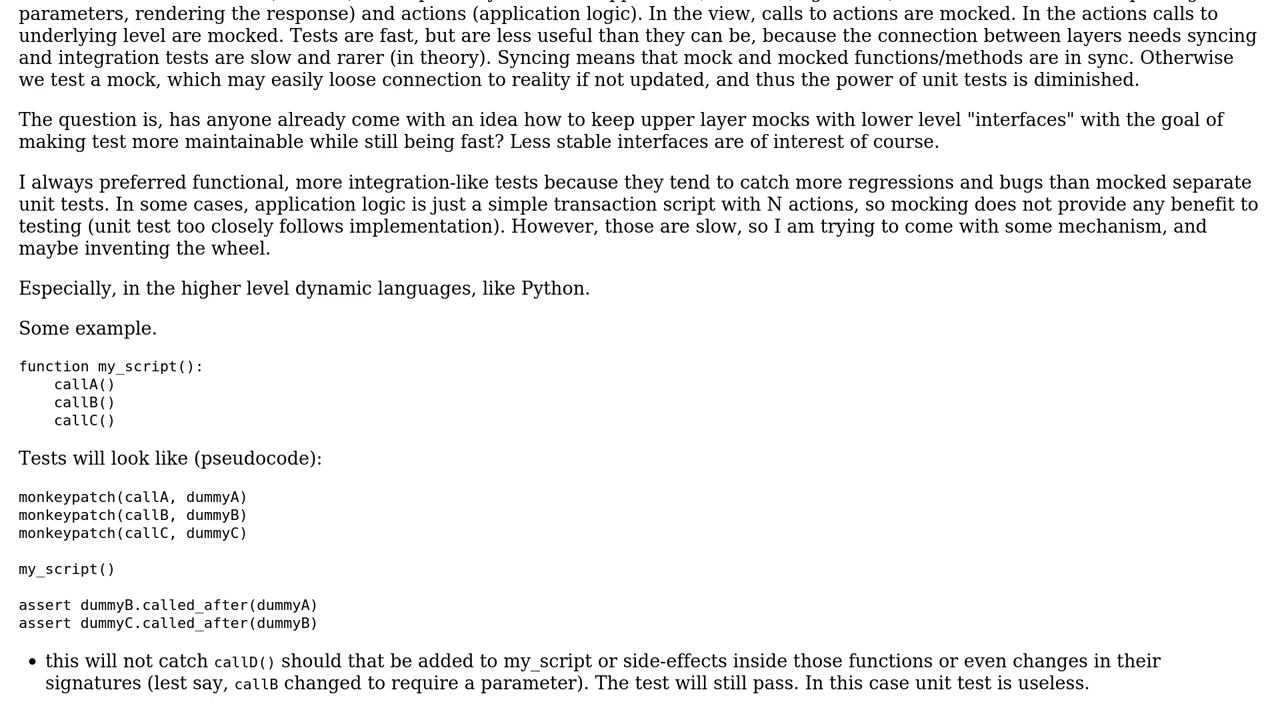 parameters, rendering the response) and actions (application logic). In the view, calls to actions are mocked. In the actions calls to
underlying level are mocked. Tests are fast, but are less useful than they can be, because the connection between layers needs syncing
and integration tests are slow and rarer (in theory). Syncing means that mock and mocked functions/methods are in sync. Otherwise
we test a mock, which may easily loose connection to reality if not updated, and thus the power of unit tests is diminished.
The question is, has anyone already come with an idea how to keep upper layer mocks with lower level "interfaces" with the goal of
making test more maintainable while still being fast? Less stable interfaces are of interest of course.
I always preferred functional, more integration-like tests because they tend to catch more regressions and bugs than mocked separate
unit tests. In some cases, application logic is just a simple transaction script with N actions, so mocking does not provide any benefit to
testing (unit test too closely follows implementation). However, those are slow, so I am trying to come with some mechanism, and
maybe inventing the wheel.
Especially, in the higher level dynamic languages, like Python.
Some example.
function my_script():
    callA()
    callB()
    callC()
Tests will look like (pseudocode):
monkeypatch(callA, dummyA)
monkeypatch(callB, dummyB)
monkeypatch(callC, dummyC)
my_script()
assert dummyB.called_after(dummyA)
assert dummyC.called_after(dummyB)
• this will not catch callD() should that be added to my_script or side-effects inside those functions or even changes in their
signatures (lest say, callB changed to require a parameter). The test will still pass. In this case unit test is useless.